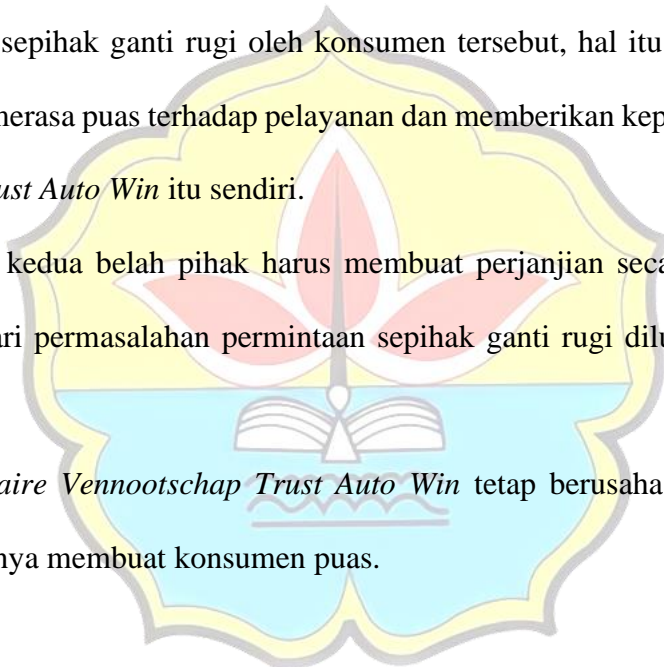 sepihak ganti rugi oleh konsumen tersebut, hal itu
merasa puas terhadap pelayanan dan memberikan kep
ust Auto Win itu sendiri.
kedua belah pihak harus membuat perjanjian seca
ari permasalahan permintaan sepihak ganti rugi dilu
aire Vennootschap Trust Auto Win tetap berusaha
nya membuat konsumen puas.